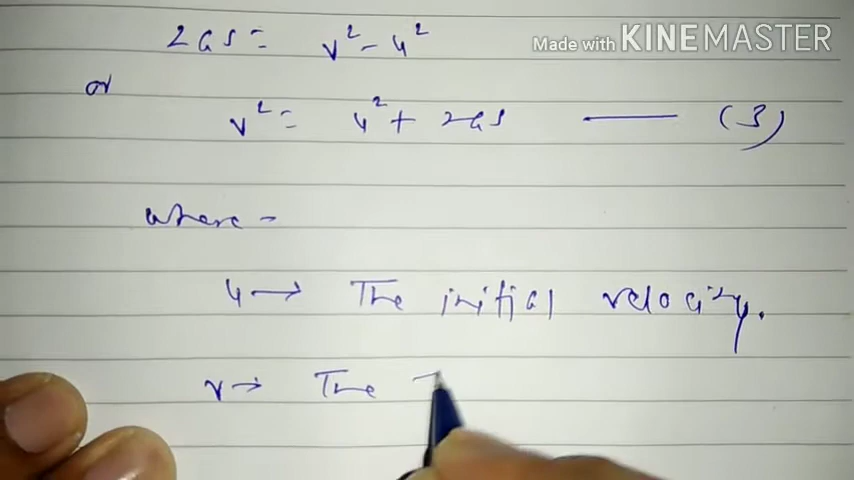 2as = v² - u²
Made with KINEMASTER
or
v² = u² + 2as —— (3)
where -
u → The initial velocity.
v → The